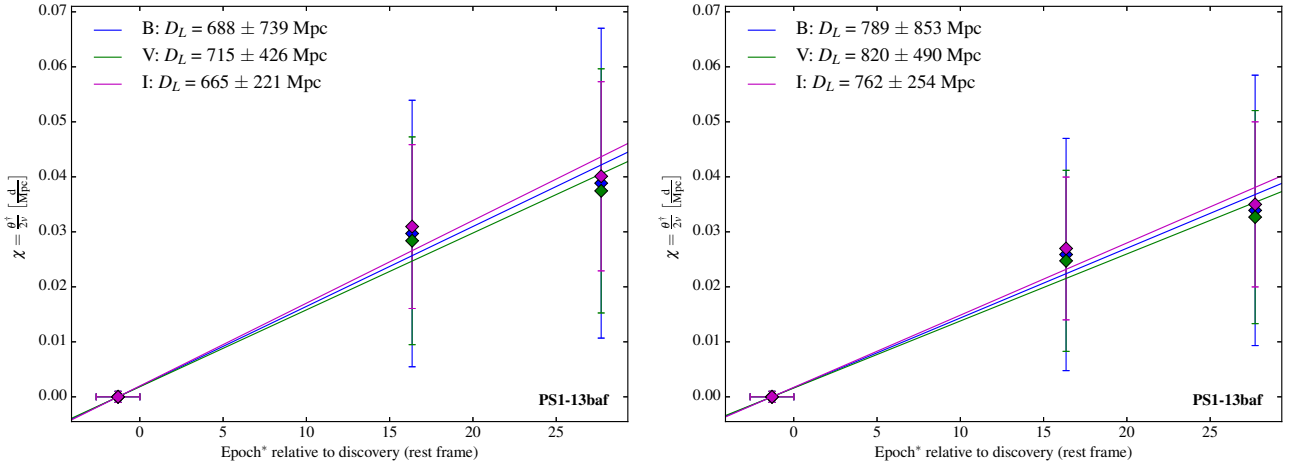 B: D_L = 688 ± 739 Mpc
V: D_L = 715 ± 426 Mpc
I: D_L = 665 ± 221 Mpc
0.07
0.06
0.05
0.04
0.03
0.02
0.01
0.00
χ = θ†/2v [d/Mpc]
PS1-13baf
0 5 10 15 20 25
Epoch* relative to discovery (rest frame)
B: D_L = 789 ± 853 Mpc
V: D_L = 820 ± 490 Mpc
I: D_L = 762 ± 254 Mpc
0.07
0.06
0.05
0.04
0.03
0.02
0.01
0.00
χ = θ†/2v [d/Mpc]
PS1-13baf
0 5 10 15 20 25
Epoch* relative to discovery (rest frame)